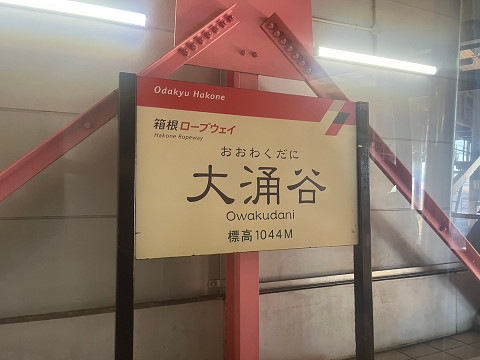 Odakyu Hakone
箱根ロープウェイ
Hakone Ropeway
おおわくだに
大涌谷
Owakudani
標高1044M